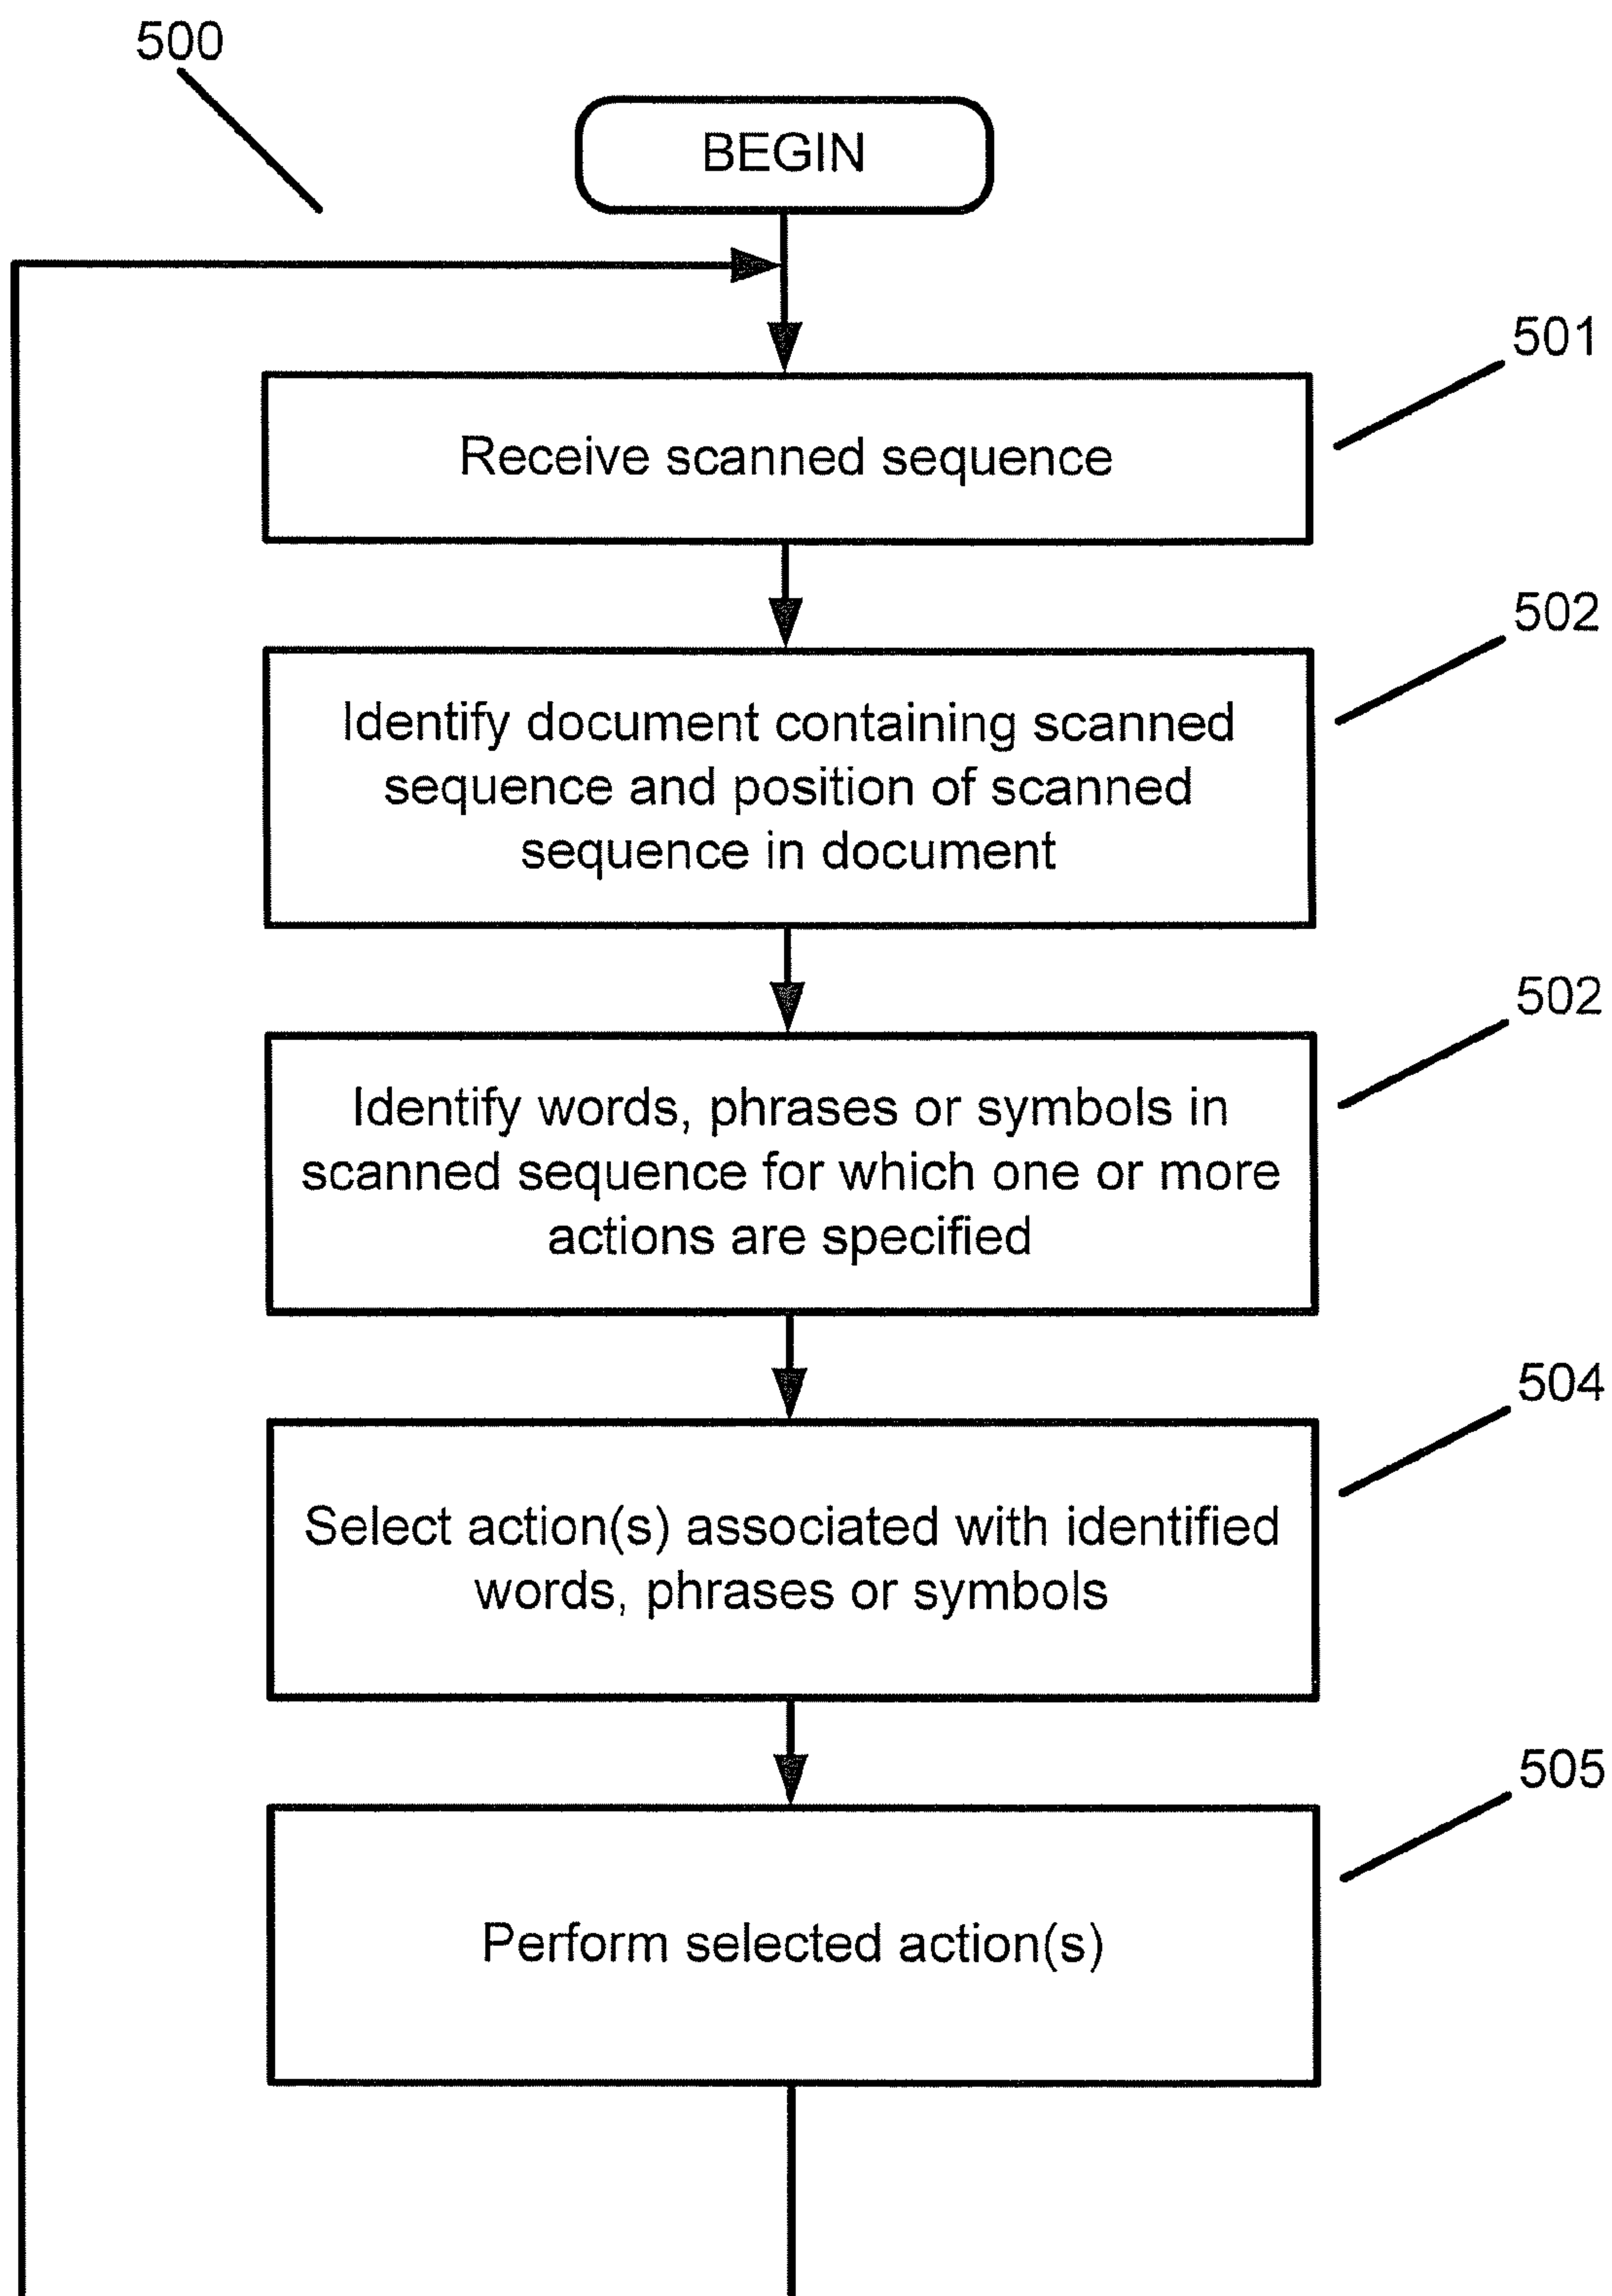 500
BEGIN
501
Receive scanned sequence
502
Identify document containing scanned
sequence and position of scanned
sequence in document
502
Identify words, phrases or symbols in
scanned sequence for which one or more
actions are specified
504
Select action(s) associated with identified
words, phrases or symbols
505
Perform selected action(s)